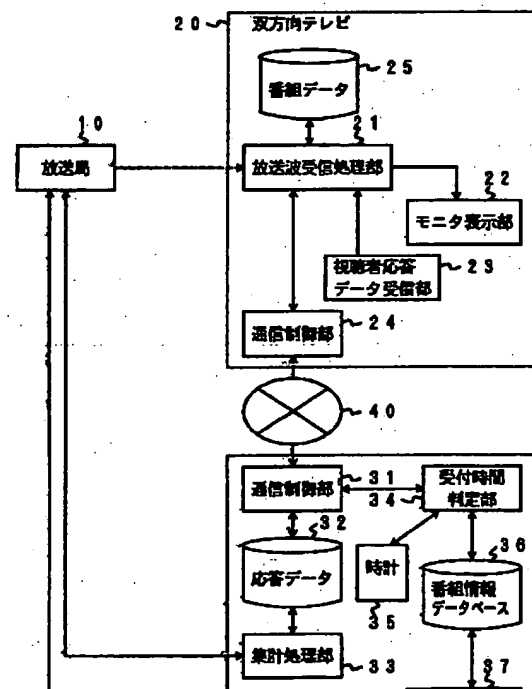 20
双方向テレビ
番組データ
25
10
放送局
21
放送波受信処理部
22
モニタ表示部
視聴者応答
データ受信部
23
通信制御部
24
40
通信制御部
31
34
受付時間
判定部
32
応答データ
時計
35
36
番組情報
データベース
集計処理部
33
37